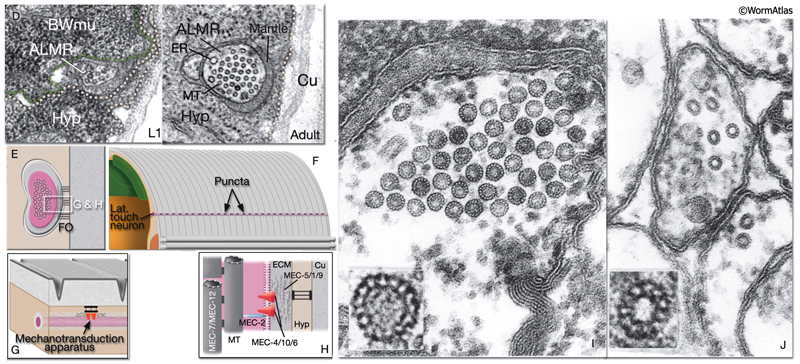 ©WormAtlas
D
BWmu
ALMR
Hyp
L1
ALMR
Mantle
ER
MT
Cu
Hyp
Adult
E
G & H
FO
F
Puncta
Lat.
touch
neuron
G
Mechanotransduction
apparatus
MEC-7/MEC-12
MT
MEC-2
ECM
Cu
MEC-5/1/9
Hyp
MEC-4/10/6
H
I
J